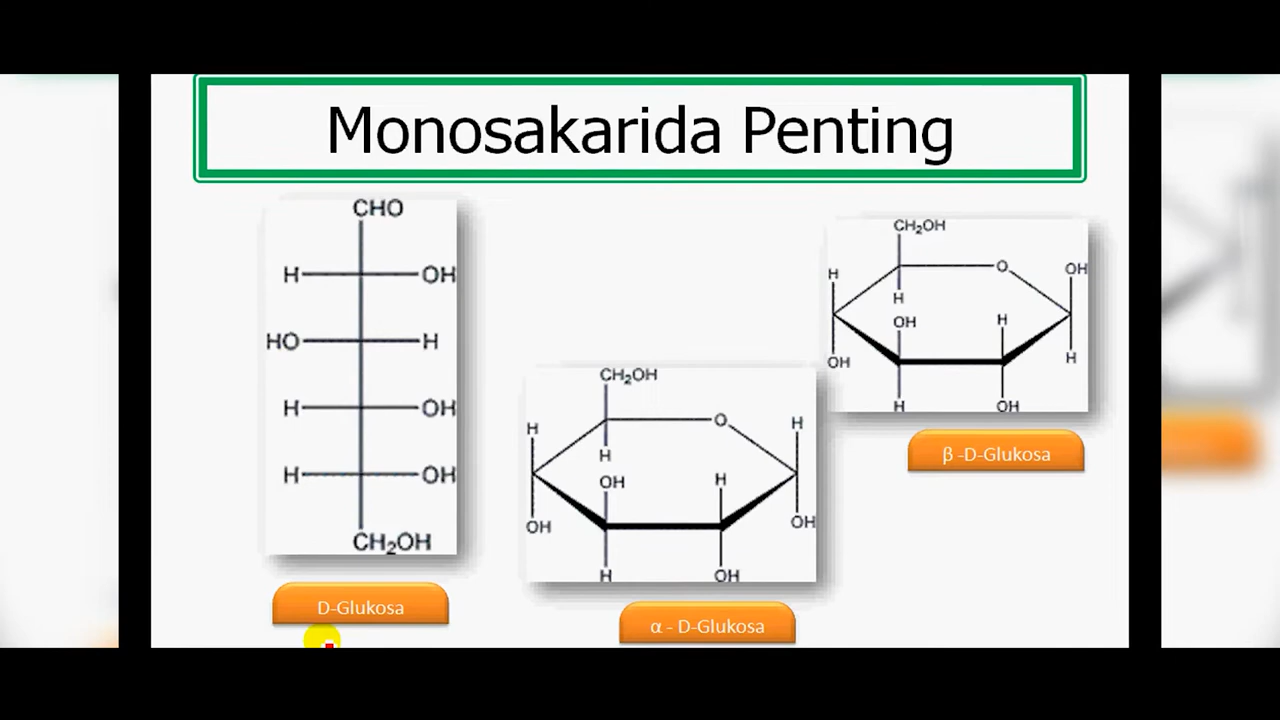 Monosakarida Penting
CHO
H OH
HO H
H OH
H OH
CH₂OH
D-Glukosa
CH₂OH
O
H H
H
OH H
OH OH
H OH
α - D-Glukosa
CH₂OH
O OH
H
H
OH H
OH H
H OH
β -D-Glukosa